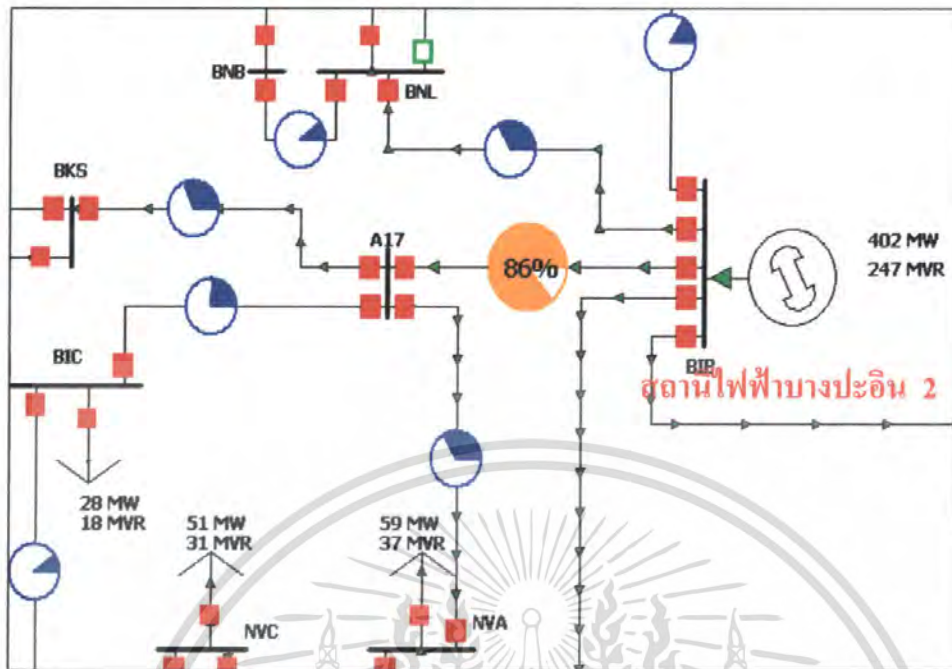 BNB
BNL
BKS
A17
86%
402 MW
247 MVR
BIC
BIP
สถานีไฟฟ้าบางปะอิน 2
28 MW
18 MVR
51 MW
31 MVR
59 MW
37 MVR
NVC
NVA